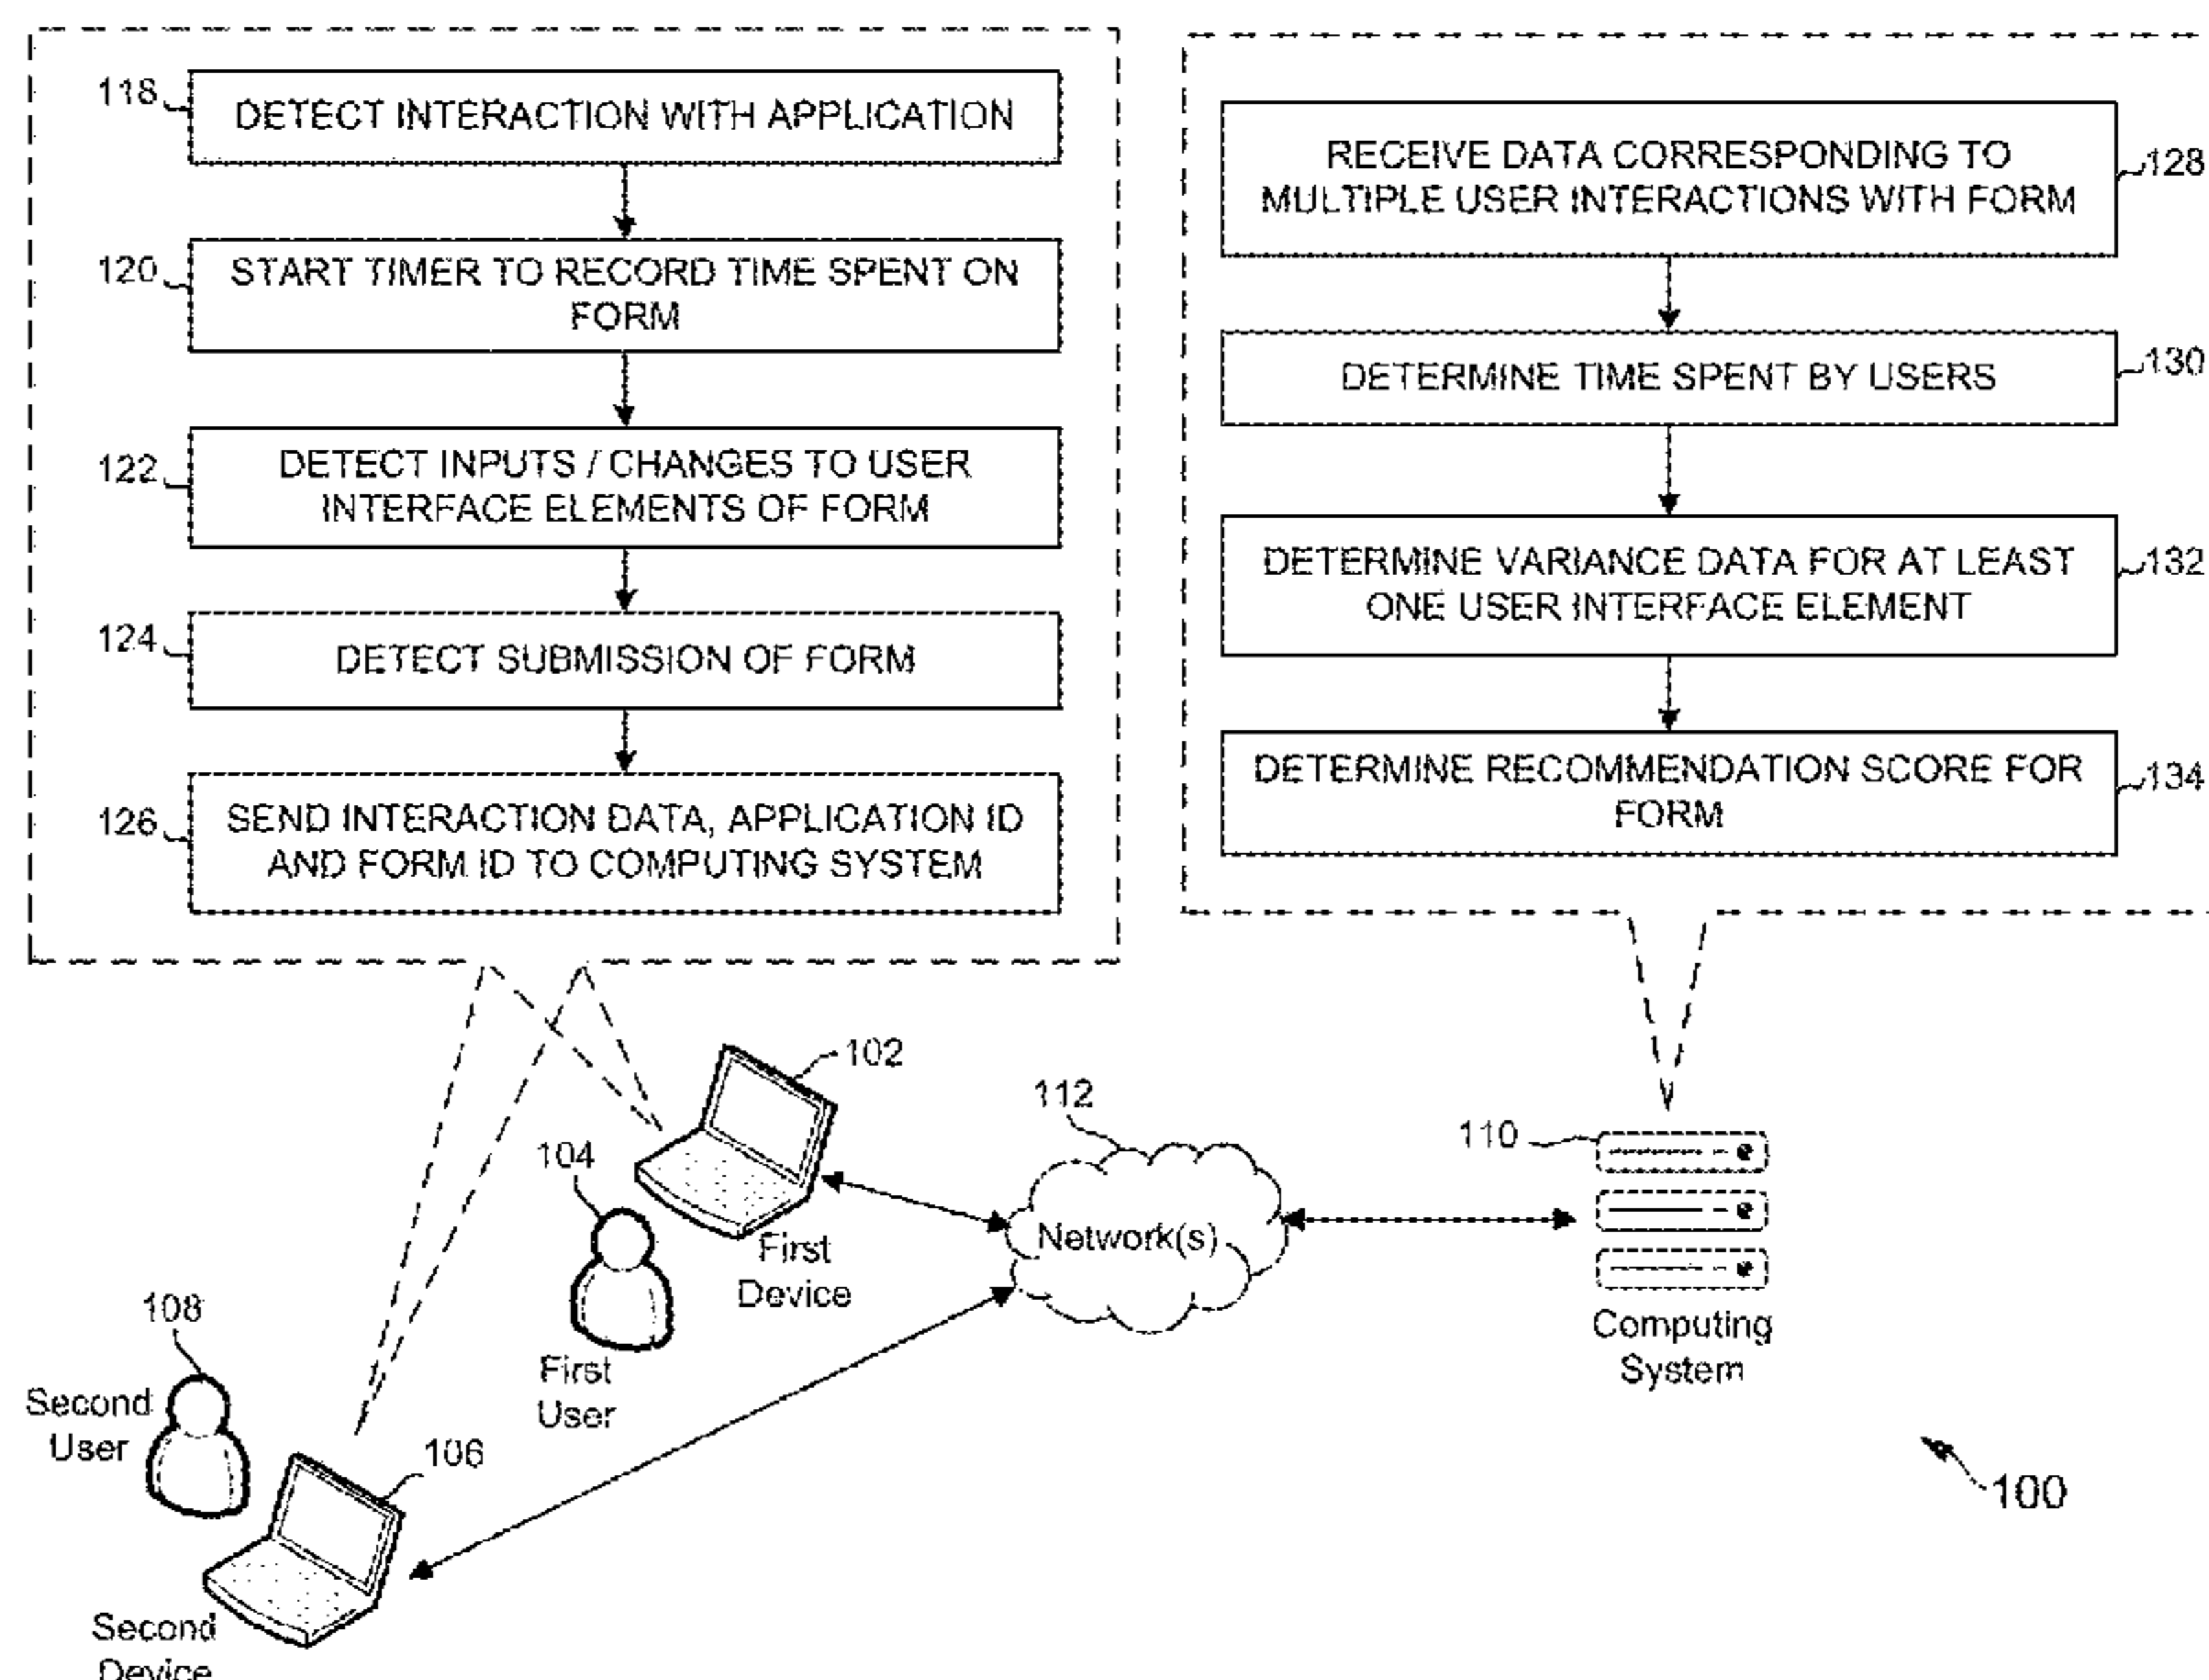 118
DETECT INTERACTION WITH APPLICATION
120
START TIMER TO RECORD TIME SPENT ON
FORM
122
DETECT INPUTS / CHANGES TO USER
INTERFACE ELEMENTS OF FORM
124
DETECT SUBMISSION OF FORM
126
SEND INTERACTION DATA, APPLICATION ID
AND FORM ID TO COMPUTING SYSTEM
RECEIVE DATA CORRESPONDING TO
MULTIPLE USER INTERACTIONS WITH FORM
128
DETERMINE TIME SPENT BY USERS
130
DETERMINE VARIANCE DATA FOR AT LEAST
ONE USER INTERFACE ELEMENT
132
DETERMINE RECOMMENDATION SCORE FOR
FORM
134
102
104
First
Device
First
User
112
Network(s)
110
Computing
System
108
Second
User
106
Second
Device
100